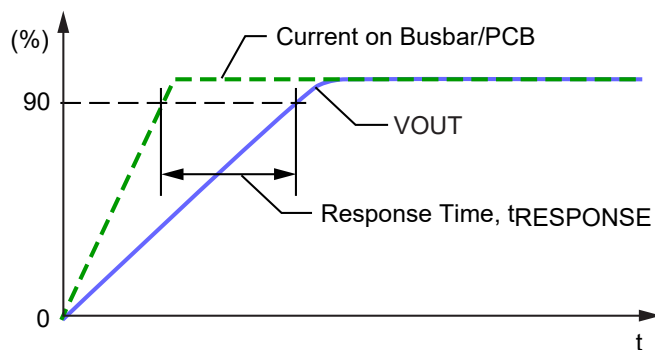 (%)
Current on Busbar/PCB
90
VOUT
Response Time, tRESPONSE
0
t